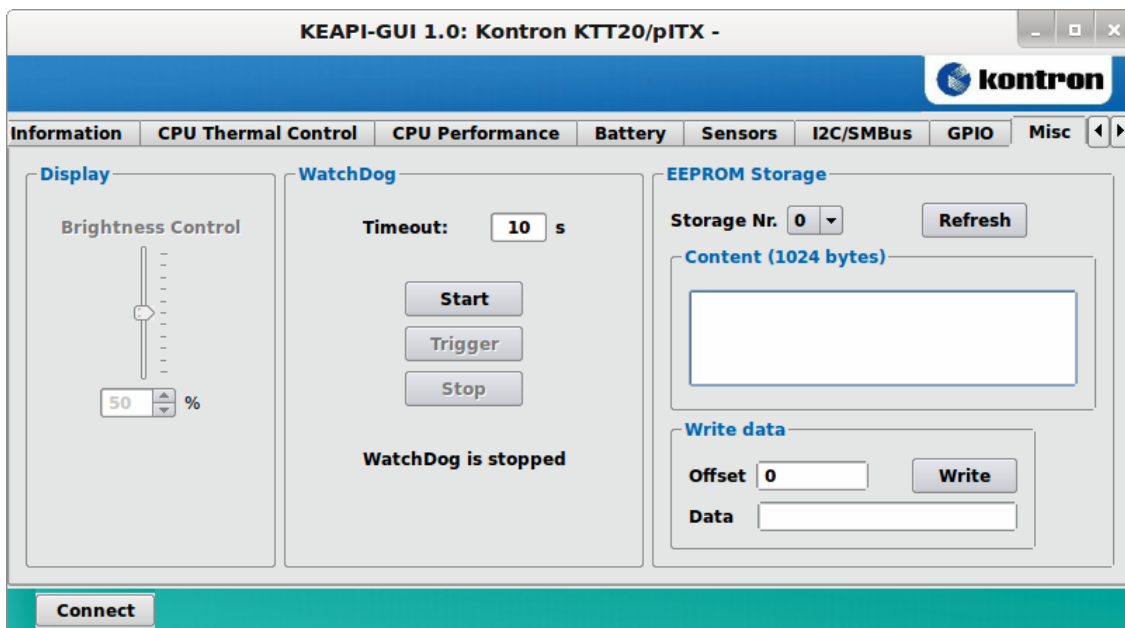 KEAPI-GUI 1.0: Kontron KTT20/pITX -
kontron
Information CPU Thermal Control CPU Performance Battery Sensors I2C/SMBus GPIO Misc
Display
Brightness Control
50 %
WatchDog
Timeout: 10 s
Start
Trigger
Stop
WatchDog is stopped
EEPROM Storage
Storage Nr. 0 Refresh
Content (1024 bytes)
Write data
Offset 0 Write
Data
Connect